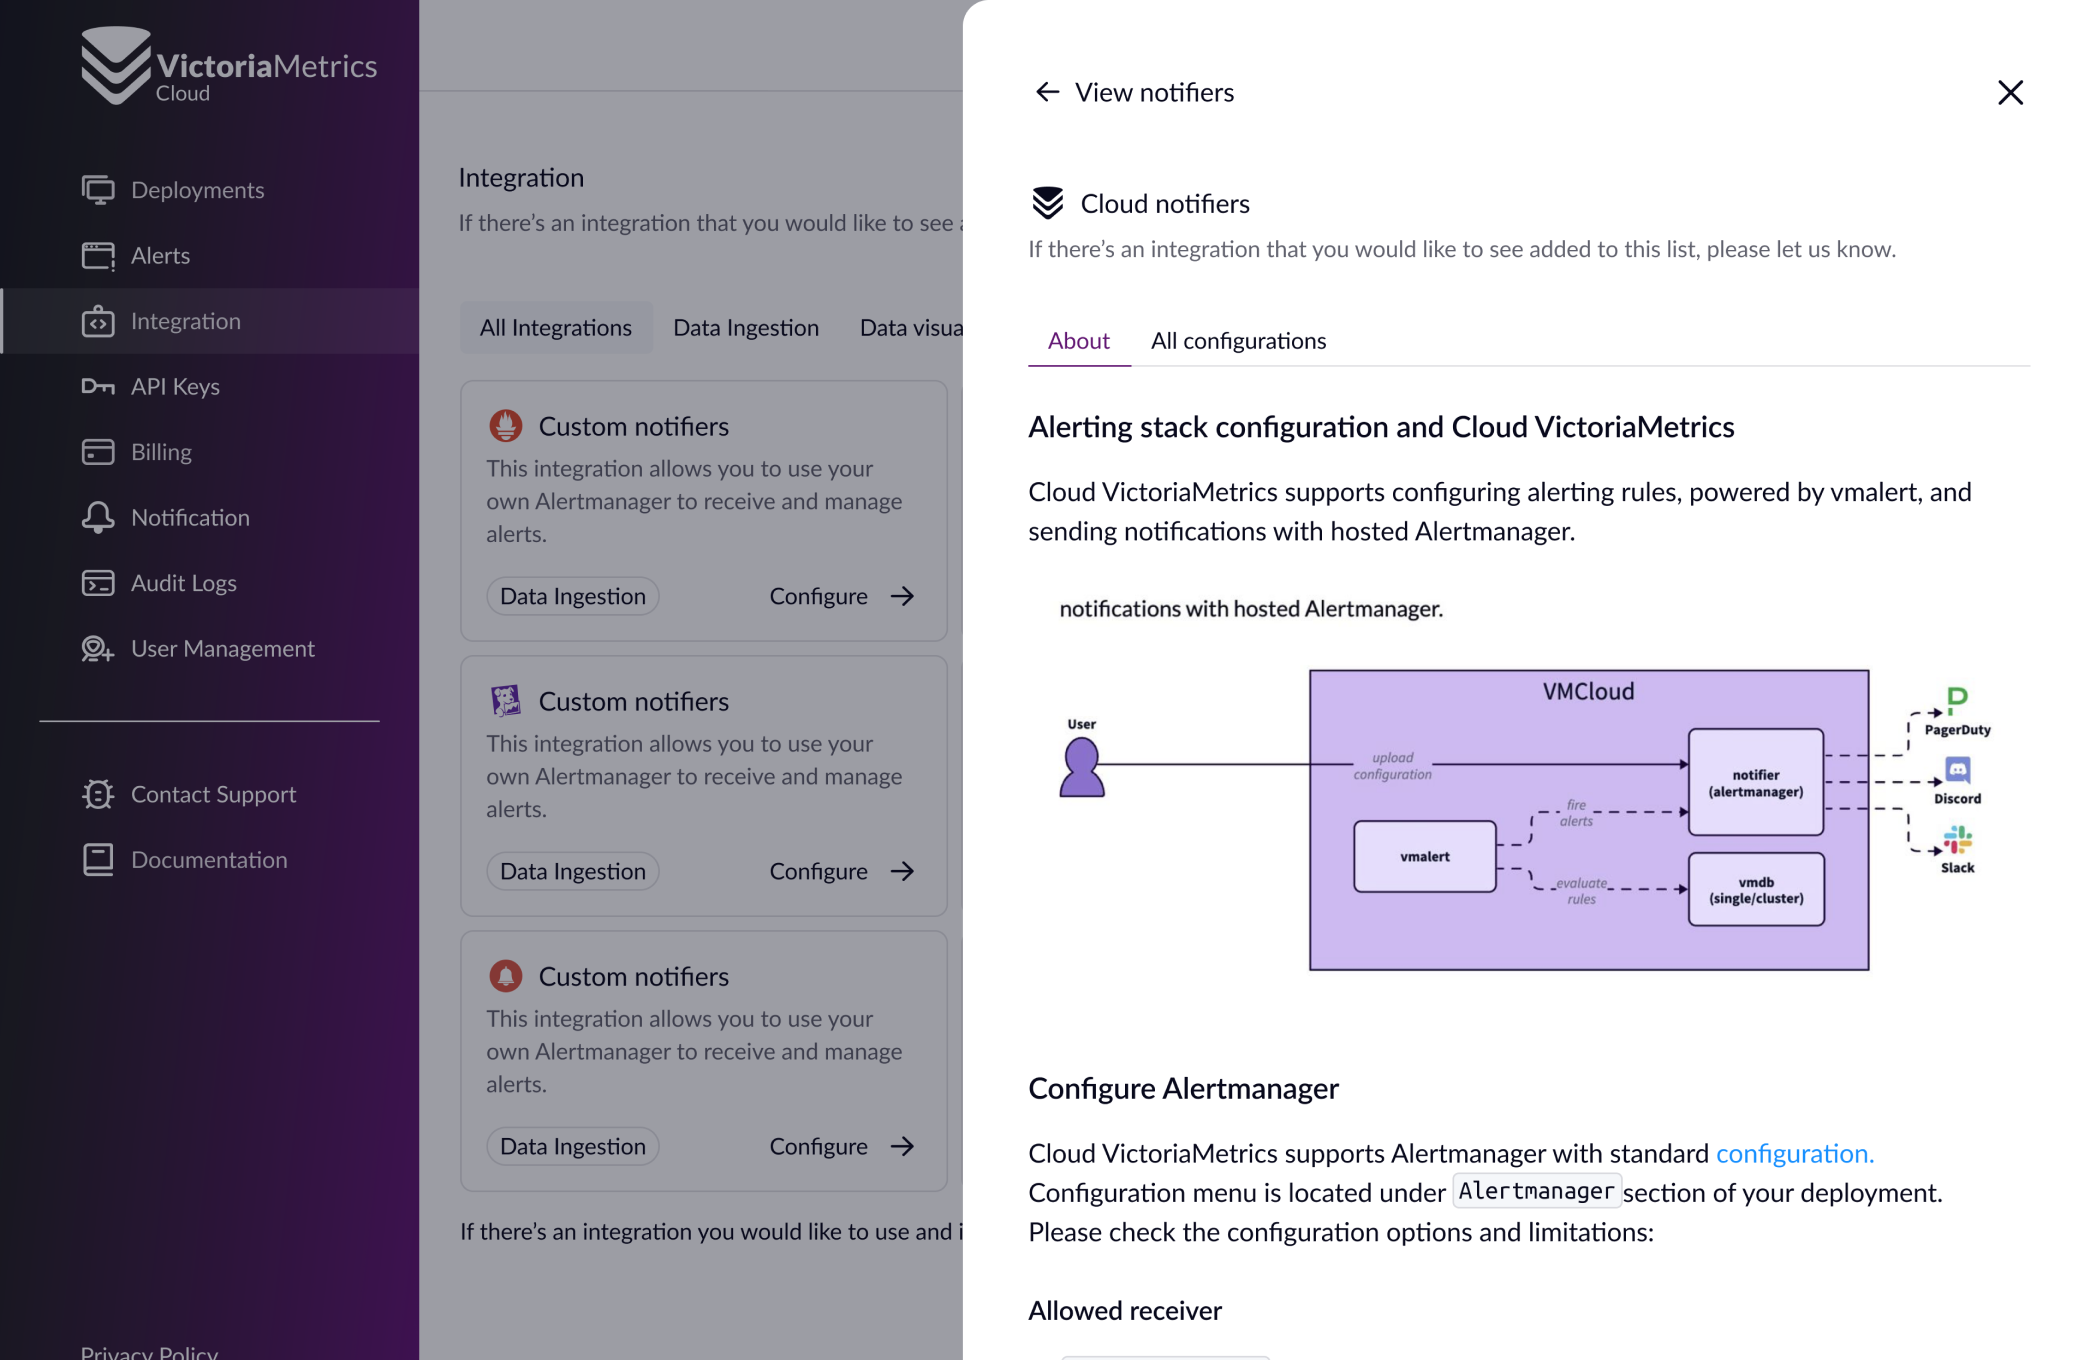 VictoriaMetrics
Cloud
Deployments
Alerts
Integration
API Keys
Billing
Notification
Audit Logs
User Management
Contact Support
Documentation
Privacy Policy
Integration
If there’s an integration that you would like to see
All Integrations
Data Ingestion
Data visua
Custom notifiers
This integration allows you to use your
own Alertmanager to receive and manage
alerts.
Data Ingestion
Configure
Custom notifiers
This integration allows you to use your
own Alertmanager to receive and manage
alerts.
Data Ingestion
Configure
Custom notifiers
This integration allows you to use your
own Alertmanager to receive and manage
alerts.
Data Ingestion
Configure
If there’s an integration you would like to use and
View notifiers
Cloud notifiers
If there’s an integration that you would like to see added to this list, please let us know.
About
All configurations
Alerting stack configuration and Cloud VictoriaMetrics
Cloud VictoriaMetrics supports configuring alerting rules, powered by vmalert, and
sending notifications with hosted Alertmanager.
notifications with hosted Alertmanager.
VMCloud
User
upload
configuration
fire
alerts
vmalert
evaluate
rules
notifier
(alertmanager)
vmdb
(single/cluster)
PagerDuty
Discord
Slack
Configure Alertmanager
Cloud VictoriaMetrics supports Alertmanager with standard configuration.
Configuration menu is located under Alertmanager section of your deployment.
Please check the configuration options and limitations:
Allowed receiver